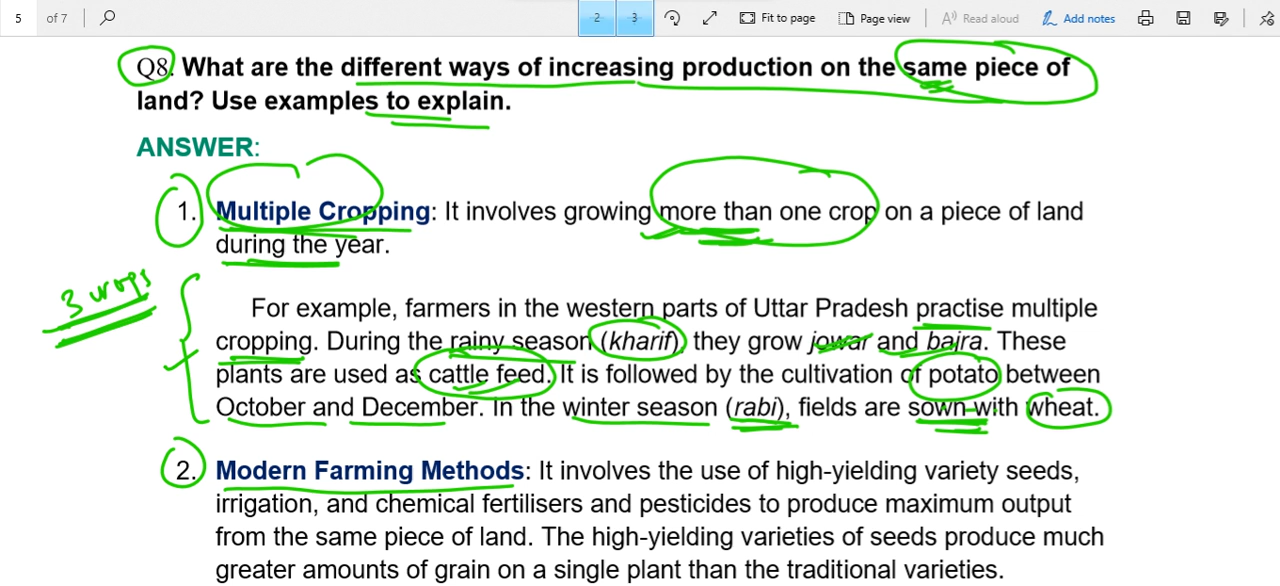 5 of 7 2 3 Fit to page Page view Read aloud Add notes
Q8. What are the different ways of increasing production on the same piece of
land? Use examples to explain.
ANSWER:
1. Multiple Cropping: It involves growing more than one crop on a piece of land
during the year.
3 crops
For example, farmers in the western parts of Uttar Pradesh practise multiple
cropping. During the rainy season (kharif), they grow jowar and bajra. These
plants are used as cattle feed. It is followed by the cultivation of potato between
October and December. In the winter season (rabi), fields are sown with wheat.
2. Modern Farming Methods: It involves the use of high-yielding variety seeds,
irrigation, and chemical fertilisers and pesticides to produce maximum output
from the same piece of land. The high-yielding varieties of seeds produce much
greater amounts of grain on a single plant than the traditional varieties.